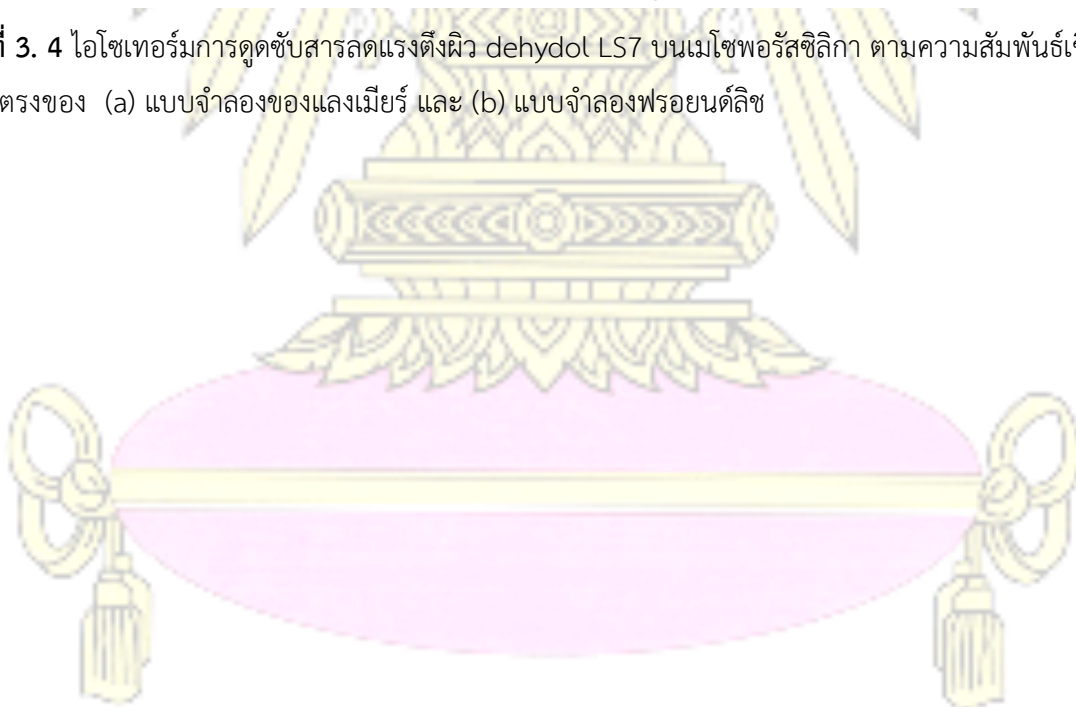 ที่ 3. 4 ไอโซเทอร์มการดูดซับสารลดแรงตึงผิว dehydol LS7 บนเมโซพอรัสซิลิกา ตามความสัมพันธ์
ตรงของ (a) แบบจำลองของแลงเมียร์ และ (b) แบบจำลองฟรอยน์ดลิช